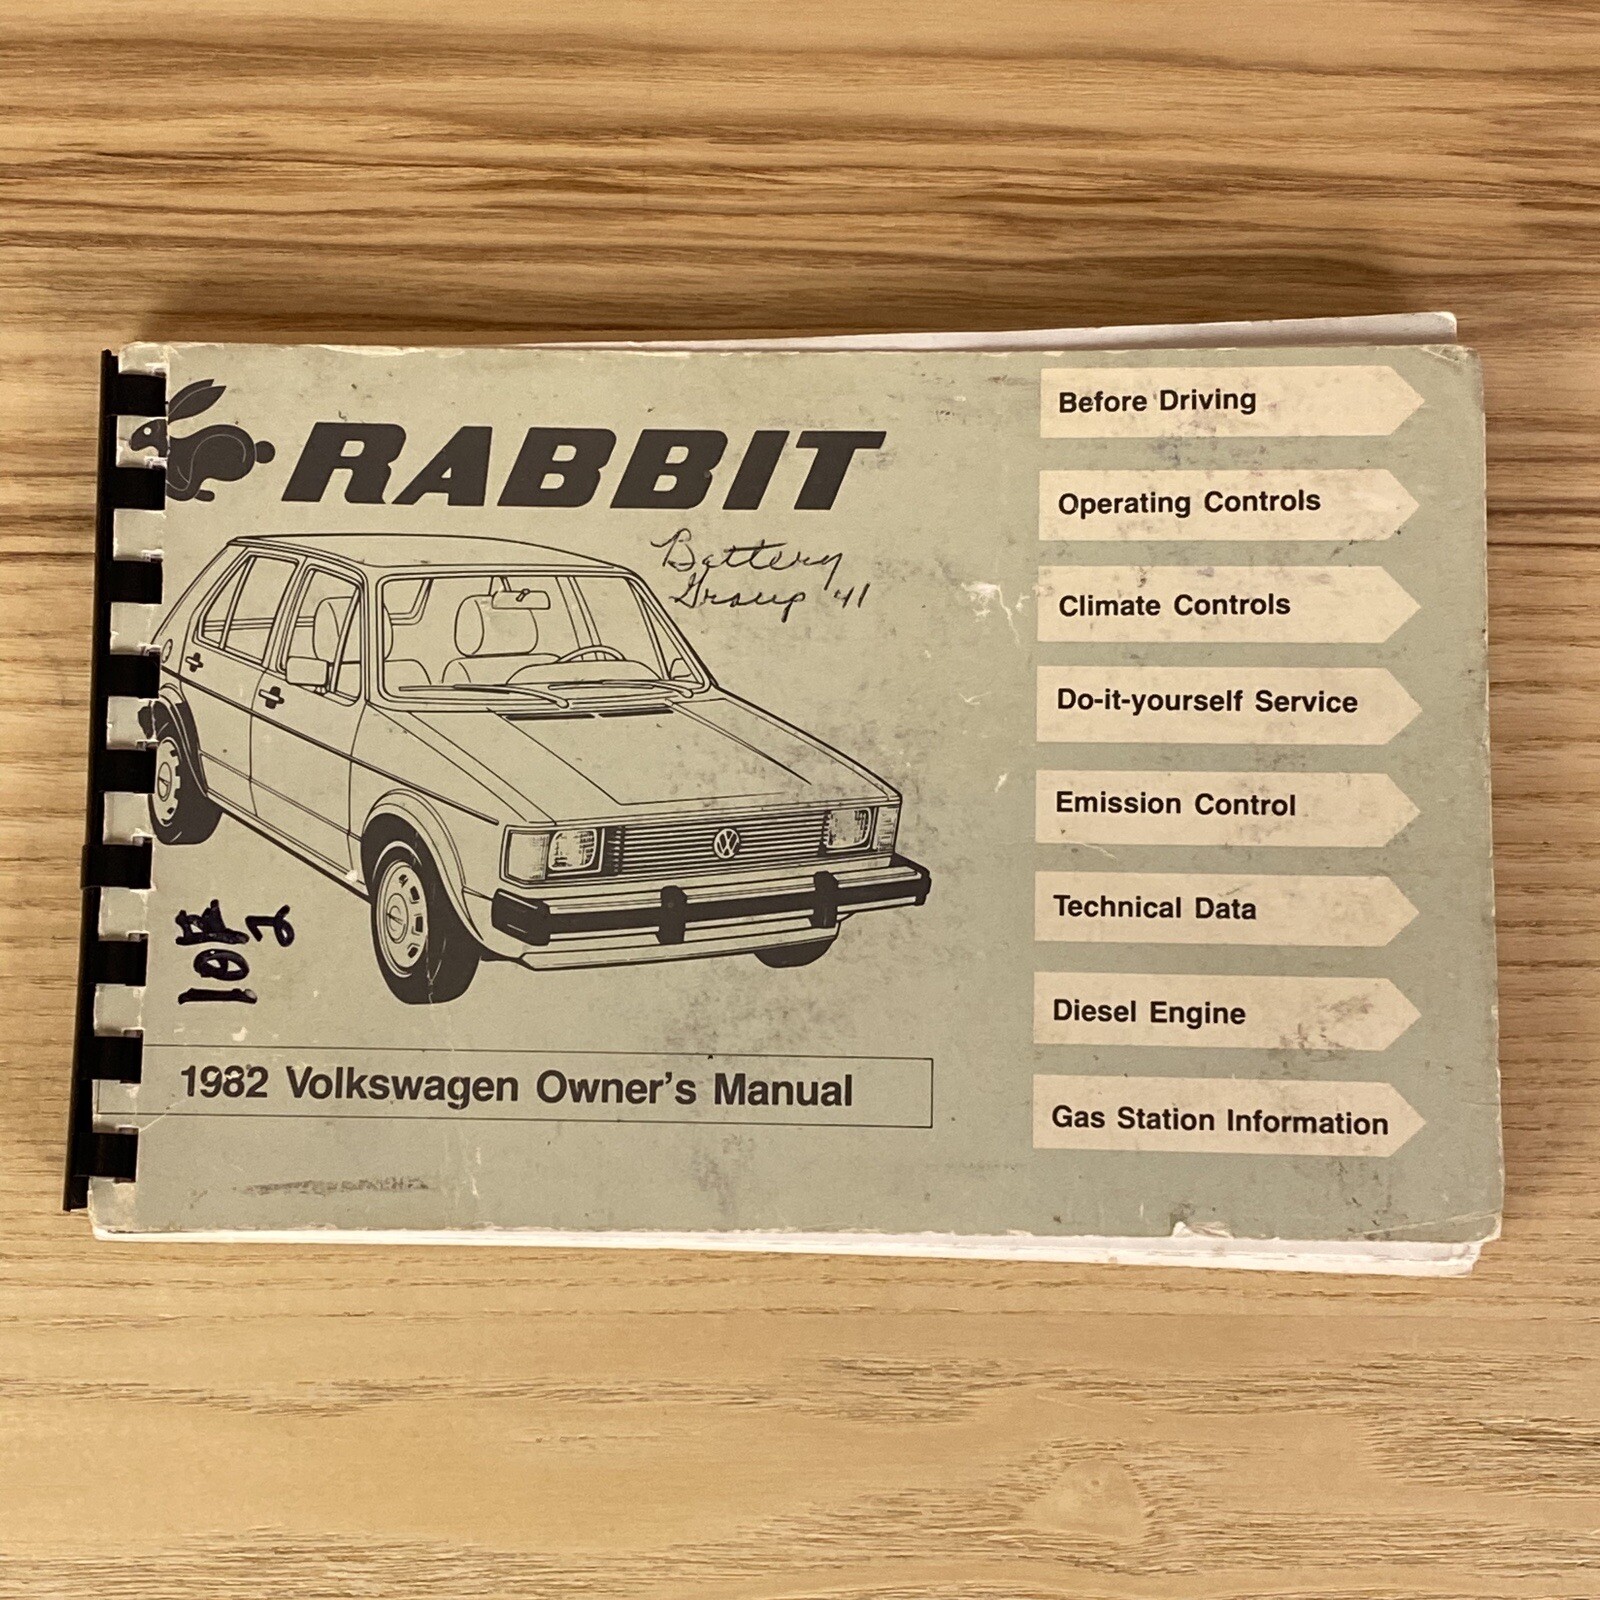 RABBIT
Battery
Group 41
1982 Volkswagen Owner's Manual
Before Driving
Operating Controls
Climate Controls
Do-it-yourself Service
Emission Control
Technical Data
Diesel Engine
Gas Station Information